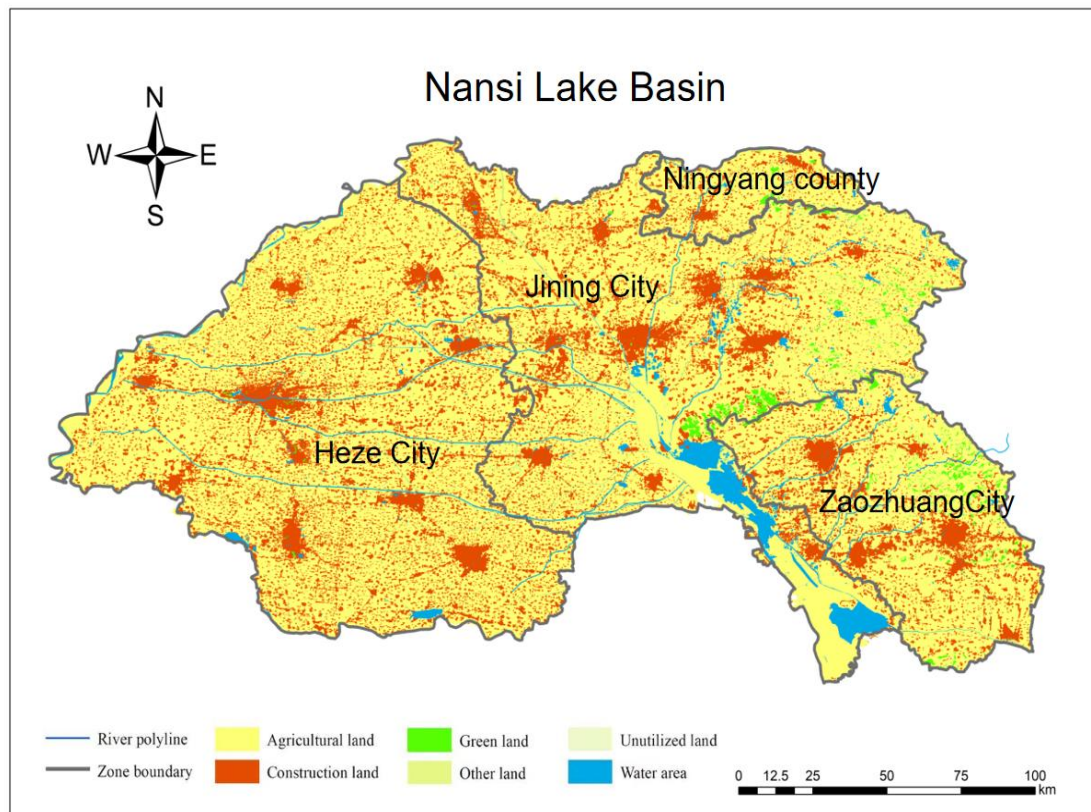 Nansi Lake Basin
N
W E
S
Ningyang county
Jining City
Heze City
ZaozhuangCity
River polyline
Zone boundary
Agricultural land
Construction land
Green land
Other land
Unutilized land
Water area
0 12.5 25 50 75 100
km